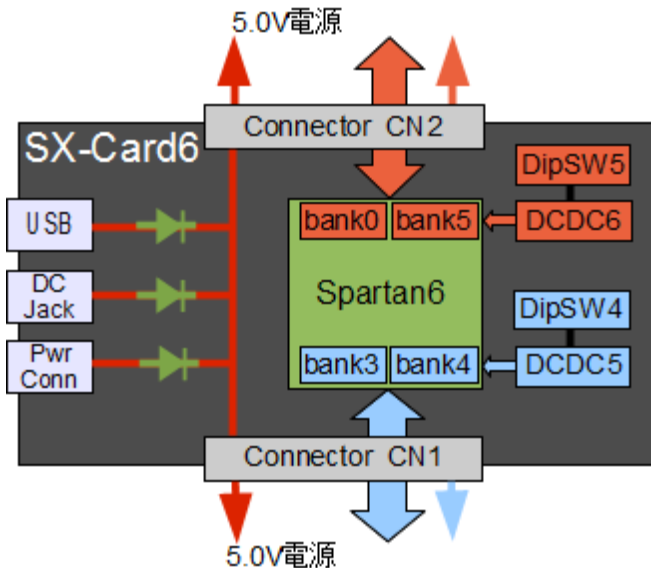 5.0V電源
Connector CN2
SX-Card6
DipSW5
USB
bank0
bank5
DCDC6
DC
Jack
Spartan6
DipSW4
Pwr
Conn
bank3
bank4
DCDC5
Connector CN1
5.0V電源